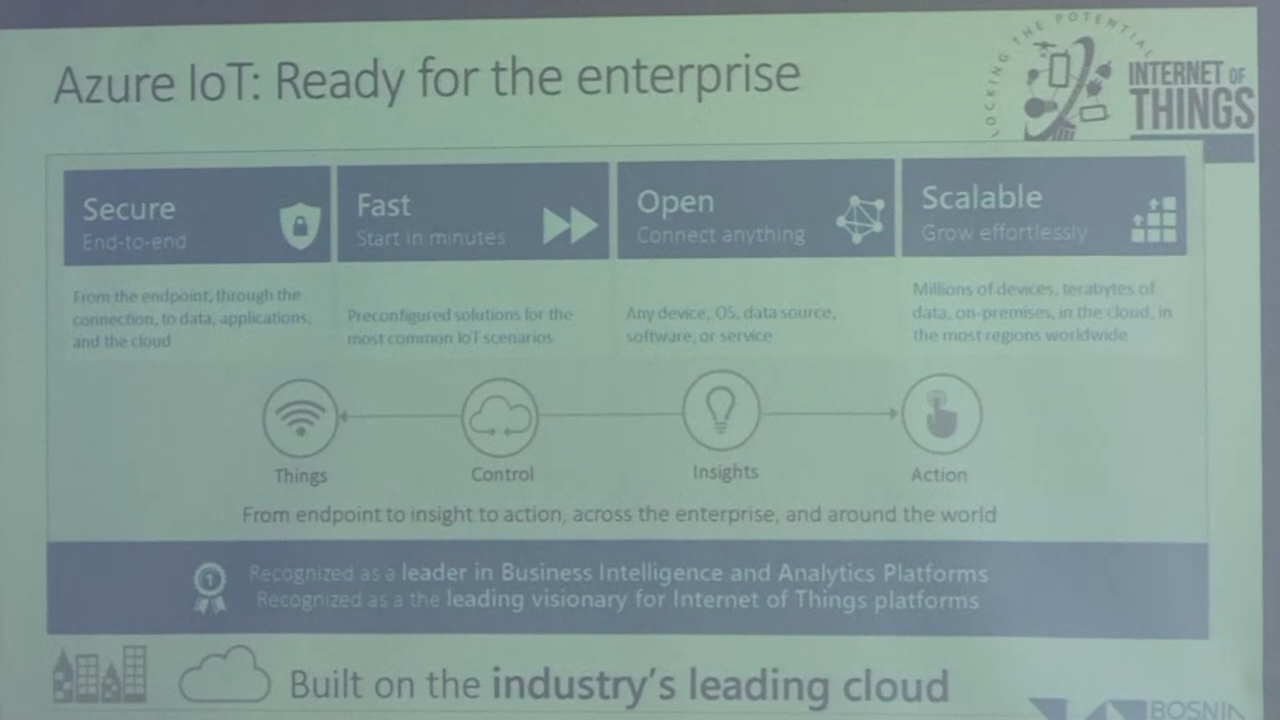 Azure IoT: Ready for the enterprise
LOCKING THE POTENTIAL
INTERNET OF
THINGS
Secure
End-to-end
Fast
Start in minutes
Open
Connect anything
Scalable
Grow effortlessly
From the endpoint, through the
connection, to data, applications,
and the cloud
Preconfigured solutions for the
most common IoT scenarios
Any device, OS, data source,
software, or service
Millions of devices, terabytes of
data, on-premises, in the cloud, in
the most regions worldwide
Things
Control
Insights
Action
From endpoint to insight to action, across the enterprise, and around the world
1
Recognized as a leader in Business Intelligence and Analytics Platforms
Recognized as a the leading visionary for Internet of Things platforms
Built on the industry's leading cloud